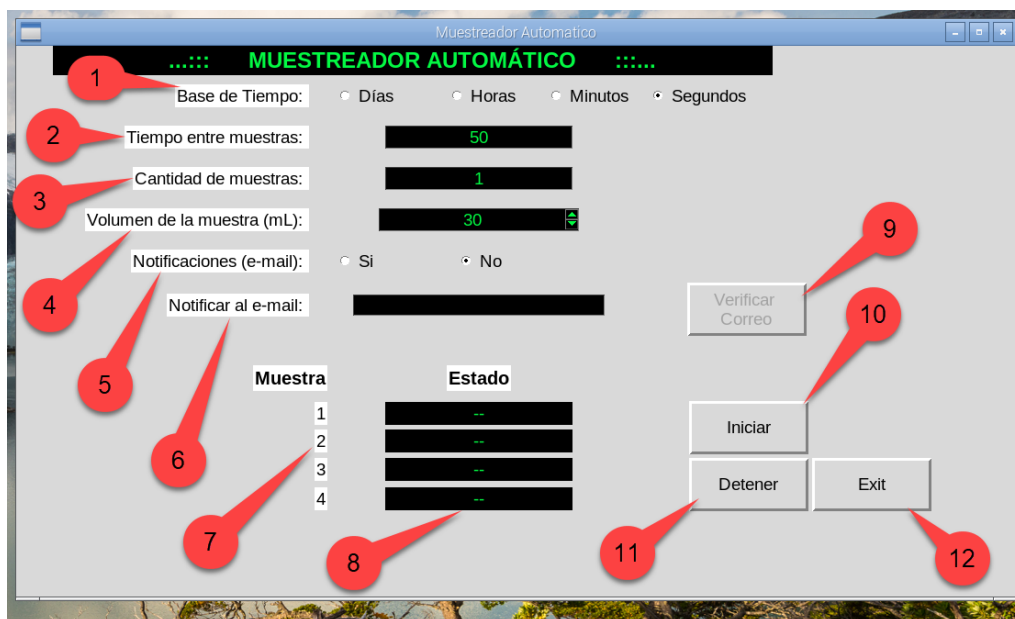 Muestreador Automatico
...::: MUESTREADOR AUTOMÁTICO :::...
1
Base de Tiempo: Días Horas Minutos Segundos
2 Tiempo entre muestras: 50
3 Cantidad de muestras: 1
4 Volumen de la muestra (mL): 30
9
5 Notificaciones (e-mail): Si No
6 Notificar al e-mail:
Verificar
Correo
10
Muestra Estado
1 --
2 --
3 --
4 --
7
8
Iniciar
Detener Exit
11
12